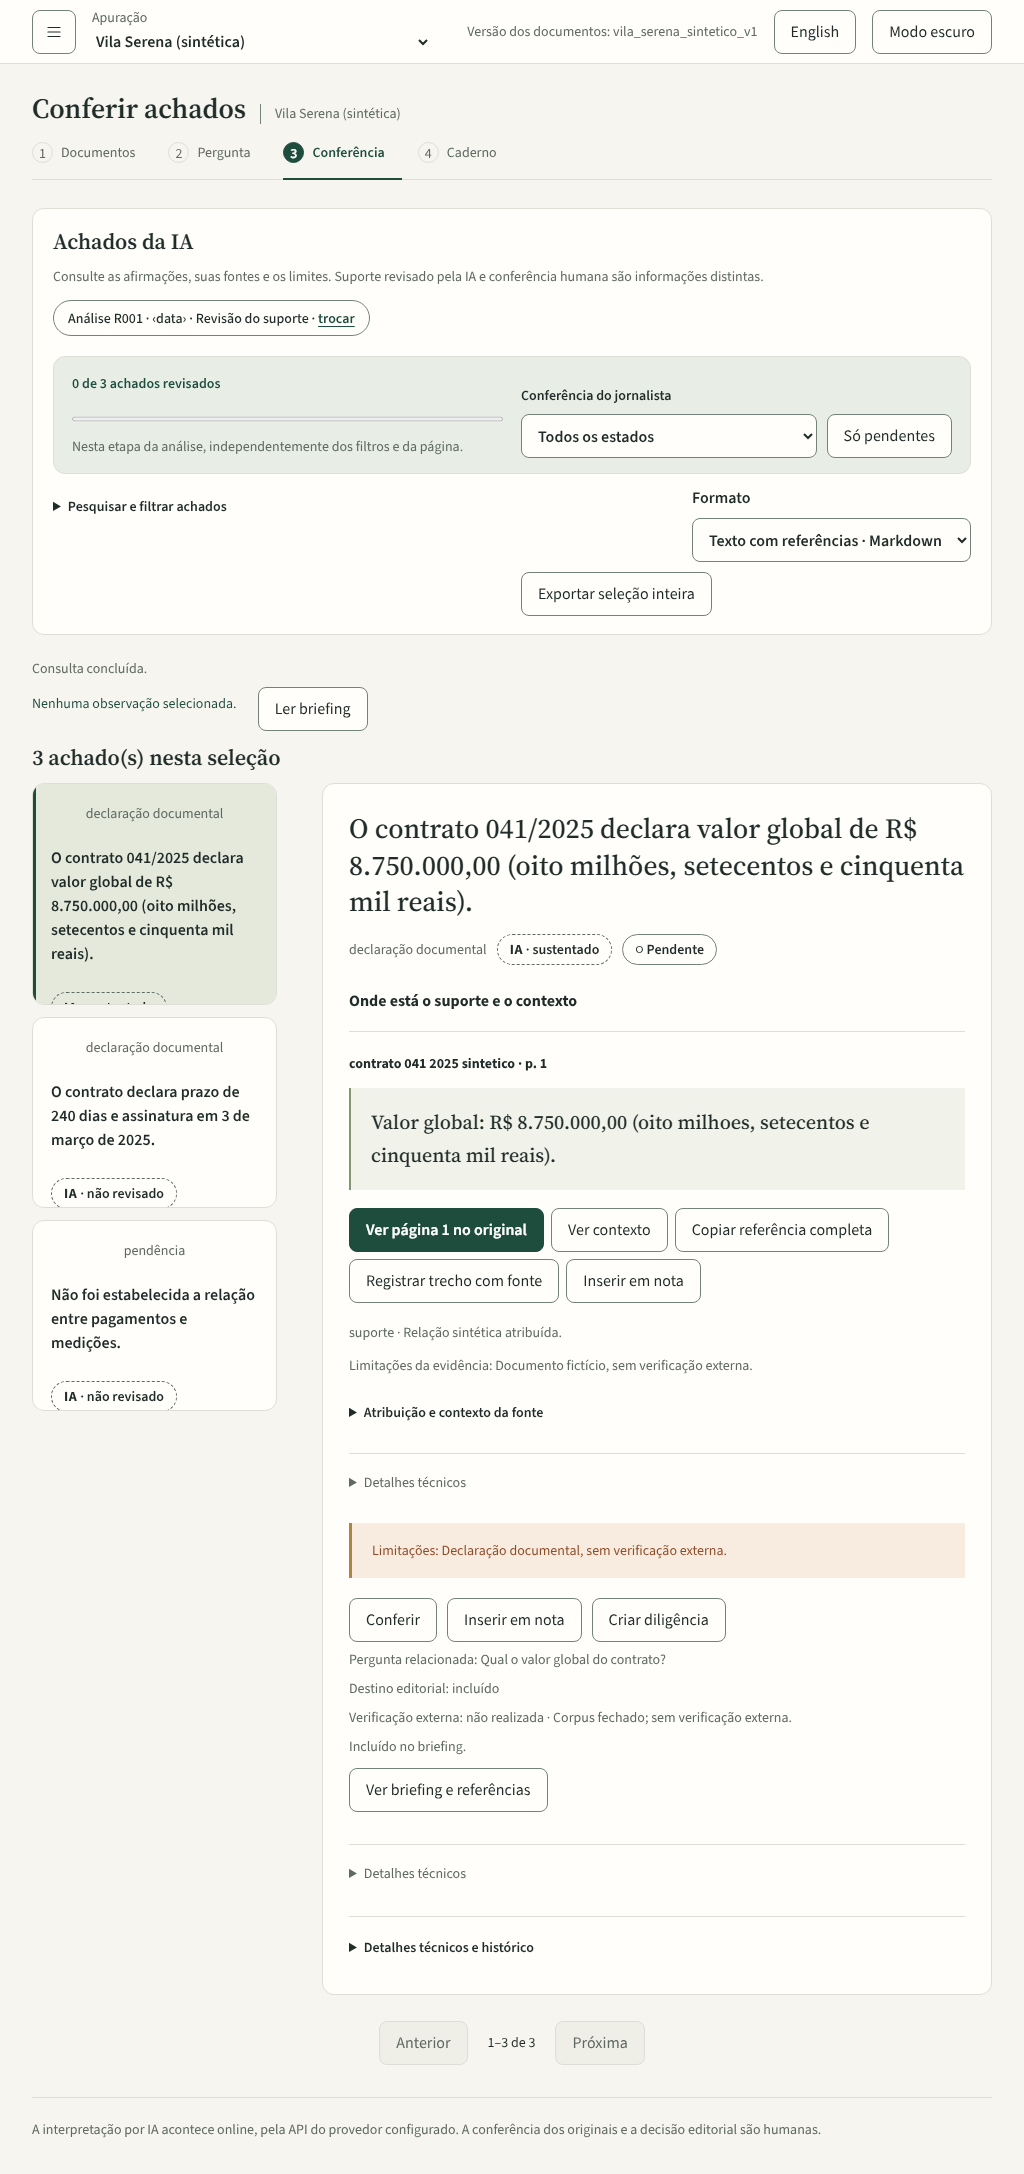 Apuração
Vila Serena (sintética)
Versão dos documentos: vila_serena_sintetico_v1
English
Modo escuro
Conferir achados
Vila Serena (sintética)
1 Documentos
2 Pergunta
3 Conferência
4 Caderno
Achados da IA
Consulte as afirmações, suas fontes e os limites. Suporte revisado pela IA e conferência humana são informações distintas.
Análise R001 · ‹data› · Revisão do suporte · trocar
0 de 3 achados revisados
Nesta etapa da análise, independentemente dos filtros e da página.
Conferência do jornalista
Todos os estados
Só pendentes
Pesquisar e filtrar achados
Formato
Texto com referências · Markdown
Exportar seleção inteira
Consulta concluída.
Nenhuma observação selecionada.
Ler briefing
3 achado(s) nesta seleção
declaração documental
O contrato 041/2025 declara
valor global de R$
8.750.000,00 (oito milhões,
setecentos e cinquenta mil
reais).
declaração documental
O contrato declara prazo de
240 dias e assinatura em 3 de
março de 2025.
IA · não revisado
pendência
Não foi estabelecida a relação
entre pagamentos e
medições.
IA · não revisado
O contrato 041/2025 declara valor global de R$
8.750.000,00 (oito milhões, setecentos e cinquenta
mil reais).
declaração documental
IA · sustentado
○ Pendente
Onde está o suporte e o contexto
contrato 041 2025 sintetico · p. 1
Valor global: R$ 8.750.000,00 (oito milhoes, setecentos e
cinquenta mil reais).
Ver página 1 no original
Ver contexto
Copiar referência completa
Registrar trecho com fonte
Inserir em nota
suporte · Relação sintética atribuída.
Limitações da evidência: Documento fictício, sem verificação externa.
Atribuição e contexto da fonte
Detalhes técnicos
Limitações: Declaração documental, sem verificação externa.
Conferir
Inserir em nota
Criar diligência
Pergunta relacionada: Qual o valor global do contrato?
Destino editorial: incluído
Verificação externa: não realizada · Corpus fechado; sem verificação externa.
Incluído no briefing.
Ver briefing e referências
Detalhes técnicos
Detalhes técnicos e histórico
Anterior
1–3 de 3
Próxima
A interpretação por IA acontece online, pela API do provedor configurado. A conferência dos originais e a decisão editorial são humanas.